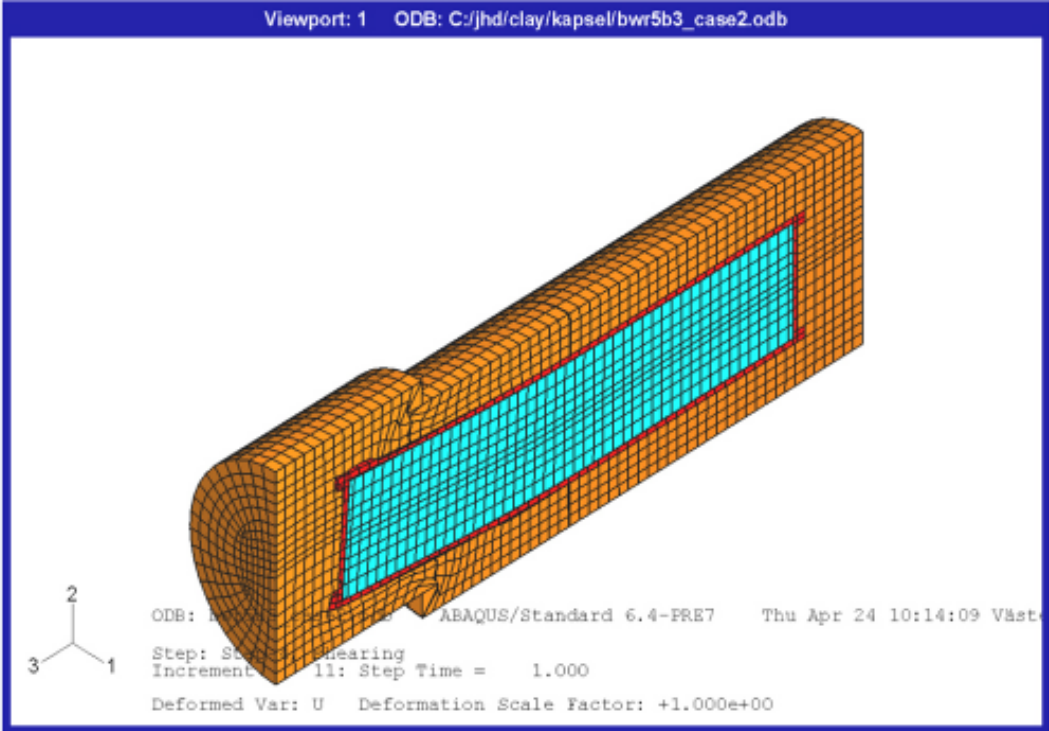 Viewport: 1 ODB: C:/jhd/clay/kapsel/bwr5b3_case2.odb
2
3
1
ODB: ABAQUS/Standard 6.4-PRE7 Thu Apr 24 10:14:09
Step:
Increment 11: Step Time = 1.000
Deformed Var: U Deformation Scale Factor: +1.000e+00